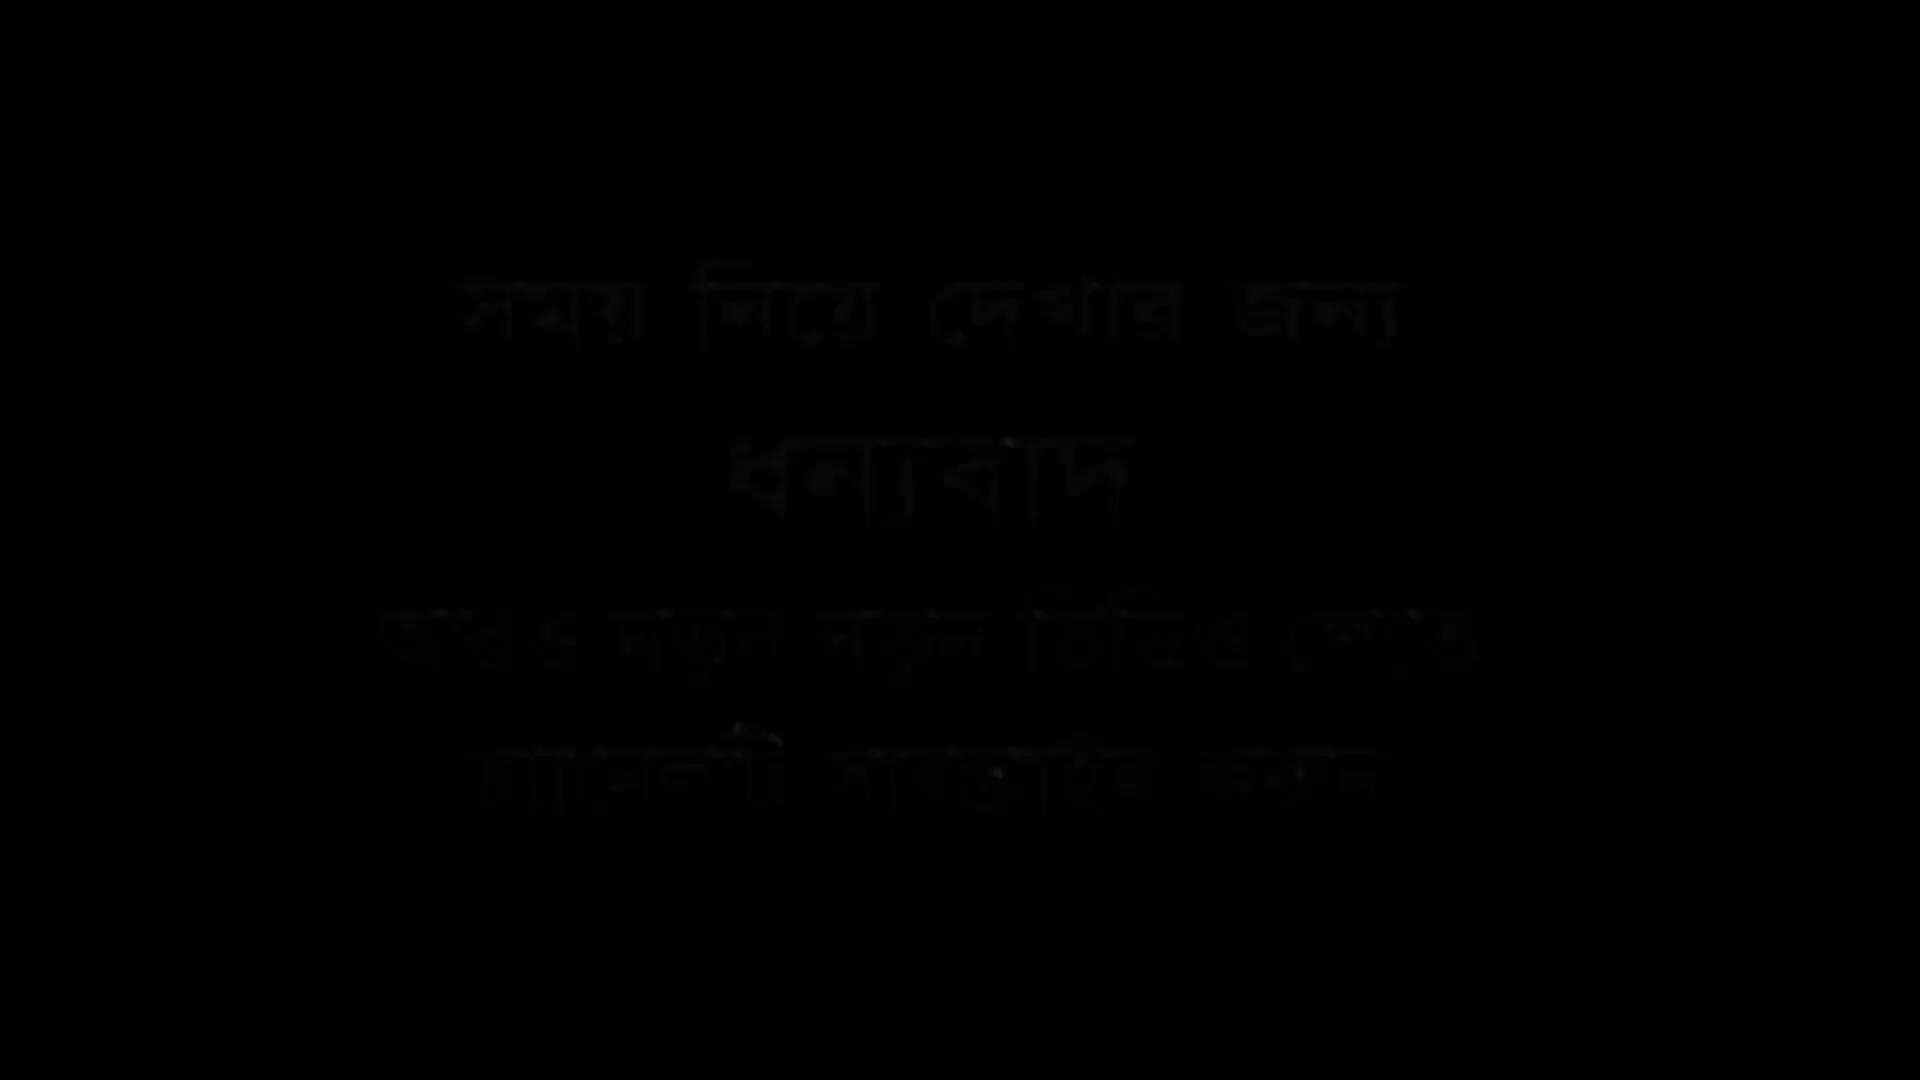 সময় নিয়ে দেখার জন্য
ধন্যবাদ
আরও নতুন নতুন ভিডিও পেতে
চ্যানেলটি সাবস্ক্রাইব করুন